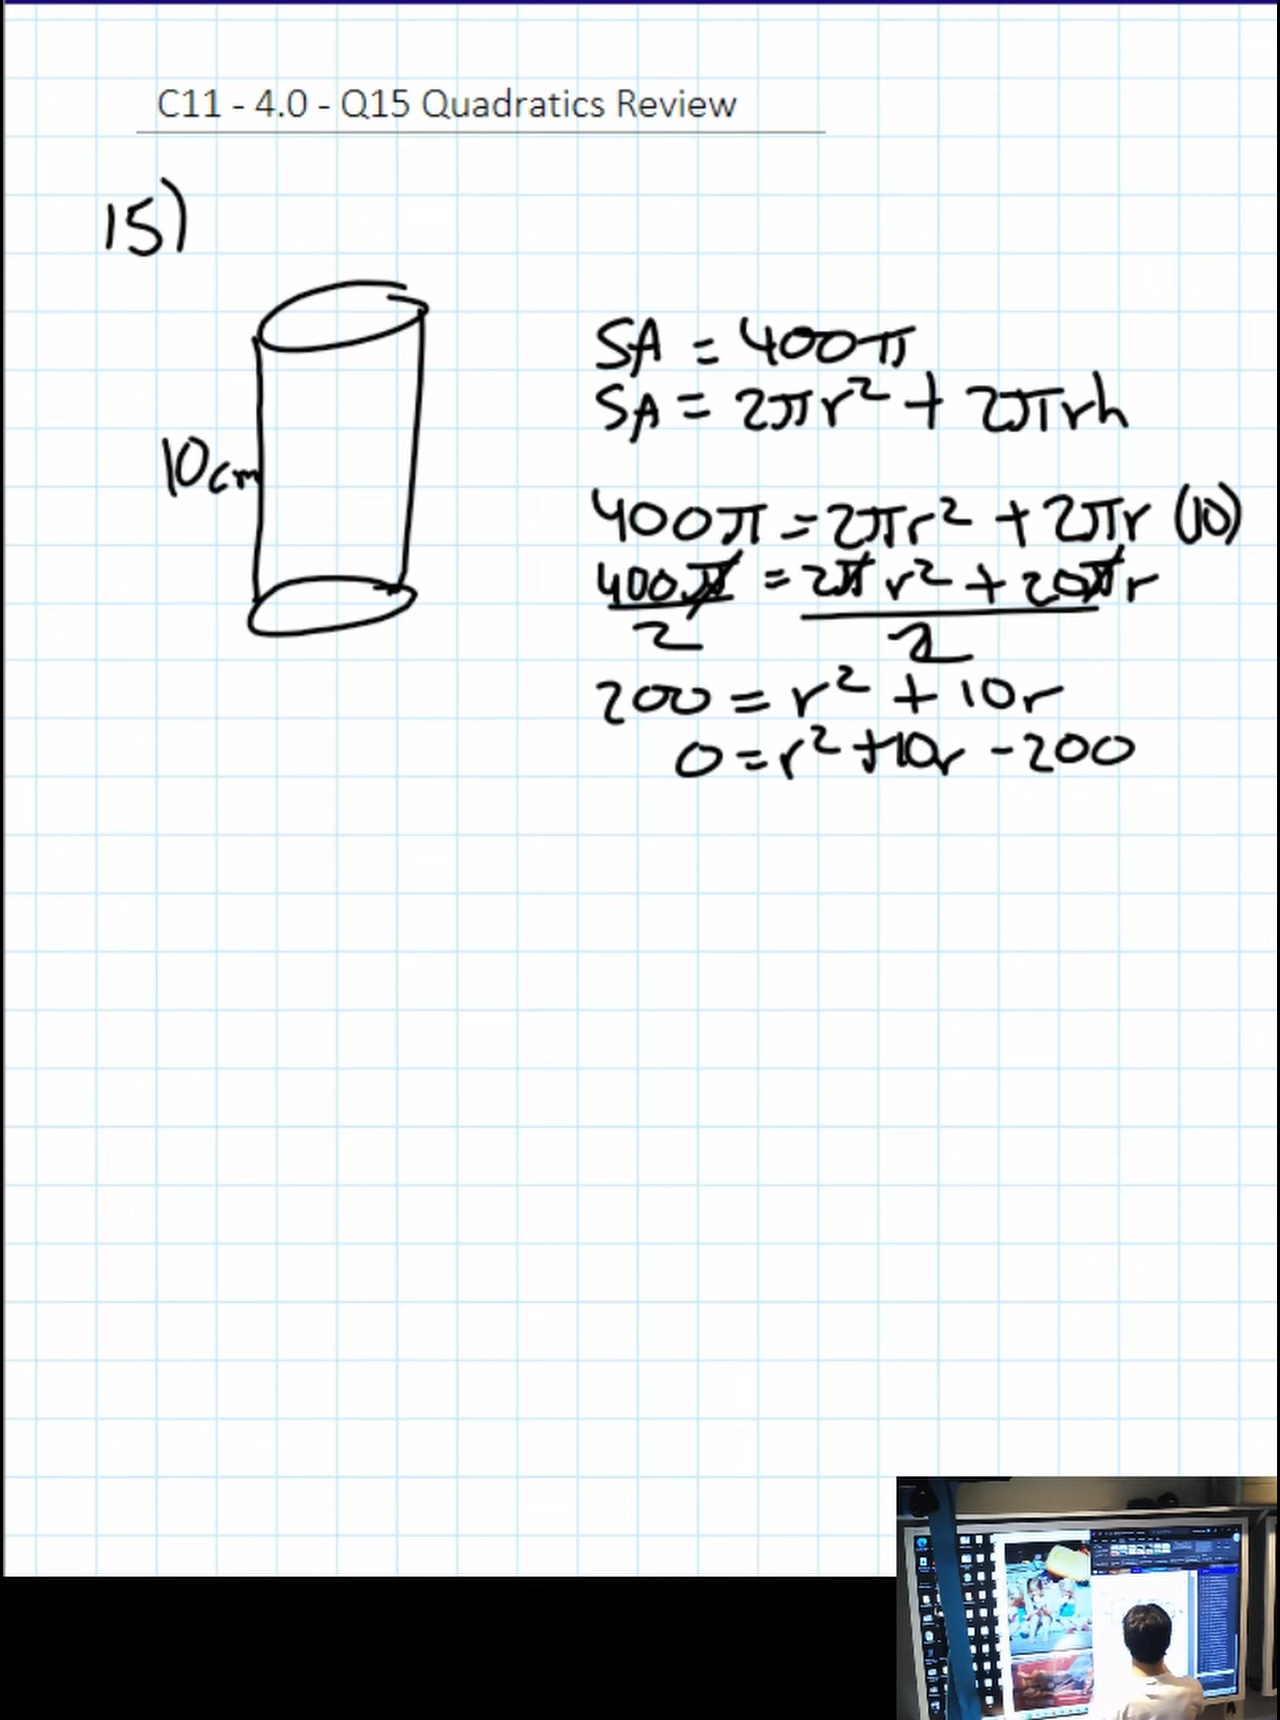 C11 - 4.0 - Q15 Quadratics Review
15)
10cm
SA = 400π
SA = 2πr² + 2πrh
400π = 2πr² + 2πr (10)
400π = 2πr² + 20πr
2 2
200 = r² + 10r
0 = r² + 10r - 200